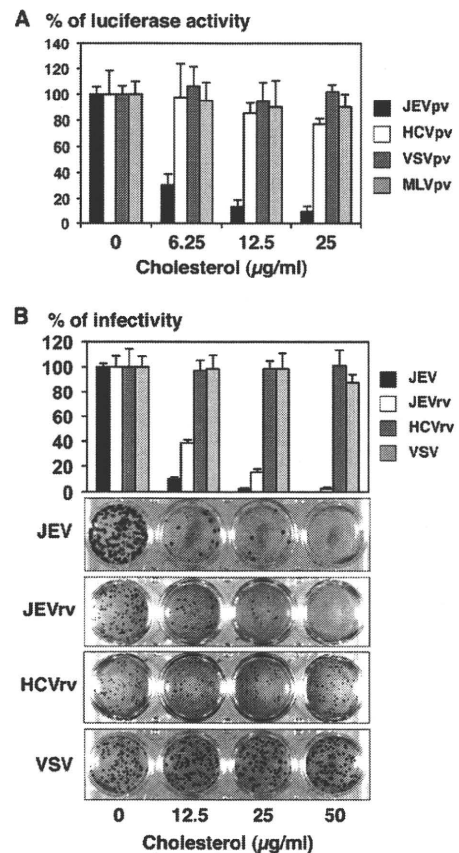 A % of luciferase activity
140
120
100
80
60
40
20
0
JEVpv
HCVpv
VSVpv
MLVpv
0 6.25 12.5 25
Cholesterol (µg/ml)
B % of infectivity
120
100
80
60
40
20
0
JEV
JEVrv
HCVrv
VSV
JEV
JEVrv
HCVrv
VSV
0 12.5 25 50
Cholesterol (µg/ml)